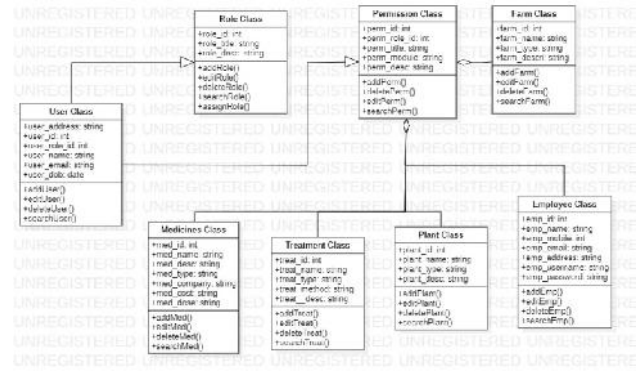 Role Class
+role_id: int
+role_title: string
+role_desc: string
+addRole()
+editRole()
+deleteRole()
+searchRole()
+assignRole()
Permission Class
+perm_id: int
+perm_role_id: int
+perm_title: string
+perm_module: string
+perm_desc: string
+addPerm()
+deletePerm()
+editPerm()
+searchPerm()
Farm Class
+farm_id: int
+farm_name: string
+farm_type: string
+farm_descri: string
+addFarm()
+editFarm()
+deleteFarm()
+searchFarm()
User Class
+user_address: string
+user_id: int
+user_role_id: int
+user_name: string
+user_email: string
+user_dob: date
+addUser()
+editUser()
+deleteUser()
+searchUser()
Medicines Class
+med_id: int
+med_name: string
+med_desc: string
+med_type: string
+med_company: string
+med_cost: string
+med_dose: string
+addMed()
+editMed()
+deleteMed()
+searchMed()
Treatment Class
+treat_id: int
+treat_name: string
+treat_type: string
+treat_method: string
+treat_desc: string
+addTreat()
+editTreat()
+deleteTreat()
+searchTreat()
Plant Class
+plant_id: int
+plant_name: string
+plant_type: string
+plant_desc: string
+addPlant()
+editPlant()
+deletePlant()
+searchPlant()
Employee Class
+emp_id: int
+emp_name: string
+emp_mobile: int
+emp_email: string
+emp_address: string
+emp_username: string
+emp_password: string
+addEmp()
+editEmp()
+deleteEmp()
+searchEmp()
UNREGISTERED